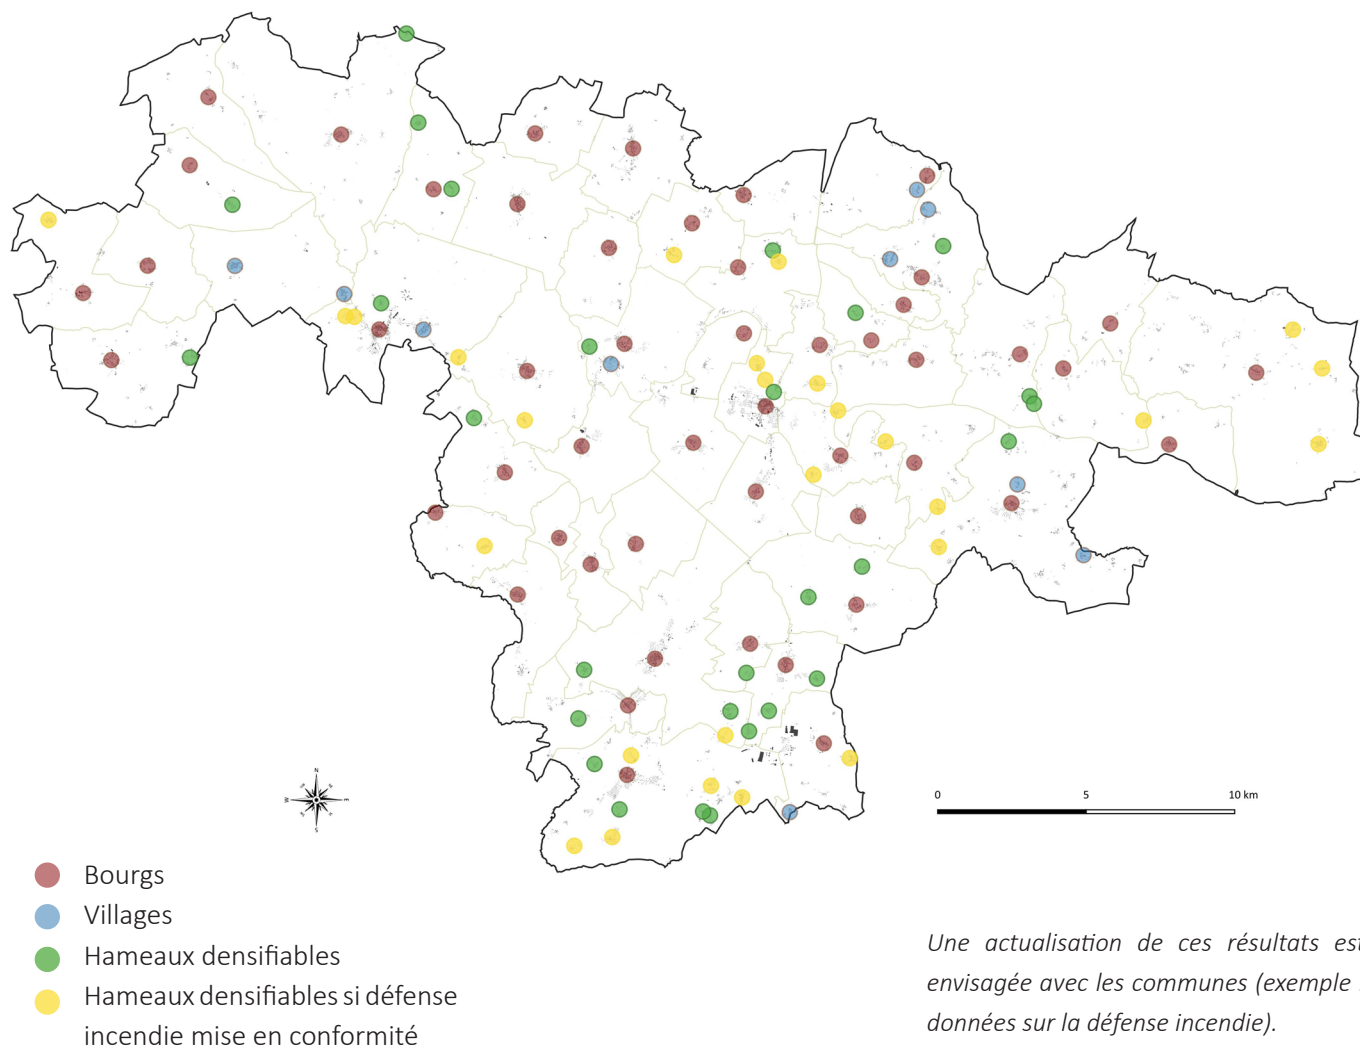 N
W
E
S
0
5
10 km
Bourgs
Villages
Hameaux densifiables
Hameaux densifiables si défense
incendie mise en conformité
Une actualisation de ces résultats est
envisagée avec les communes (exemple :
données sur la défense incendie).